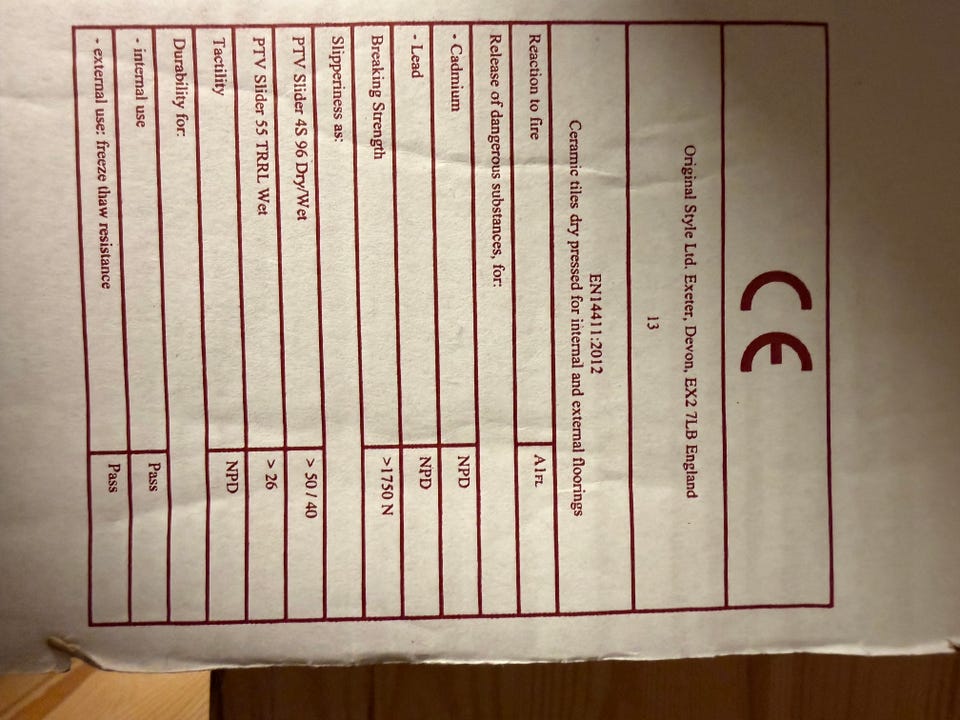 CE
Original Style Ltd. Exeter, Devon, EX2 7LB England
13
EN14411:2012
Ceramic tiles dry pressed for internal and external floorings
Reaction to fire A1FL
Release of dangerous substances, for:
- Cadmium NPD
- Lead NPD
Breaking Strength >1750 N
Slipperiness as:
PTV Slider 4S 96 Dry/Wet > 50 / 40
PTV Slider 55 TRRL Wet > 26
Tactility NPD
Durability for:
- internal use Pass
- external use: freeze thaw resistance Pass